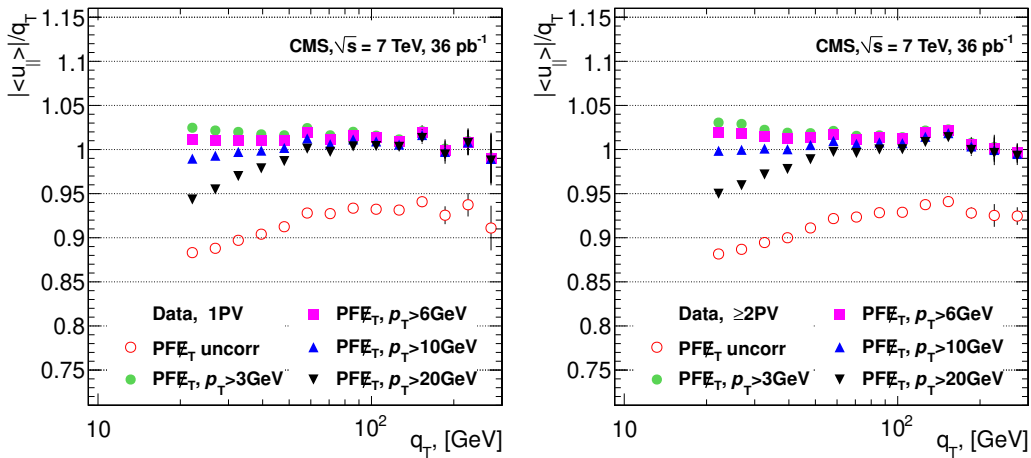 |<u||>|/qT
1.15
1.1
1.05
1
0.95
0.9
0.85
0.8
0.75
CMS, √s = 7 TeV, 36 pb⁻¹
Data, 1PV
PFE̸T uncorr
PFE̸T, pT>3GeV
PFE̸T, pT>6GeV
PFE̸T, pT>10GeV
PFE̸T, pT>20GeV
10
10²
qT, [GeV]
|<u||>|/qT
1.15
1.1
1.05
1
0.95
0.9
0.85
0.8
0.75
CMS, √s = 7 TeV, 36 pb⁻¹
Data, ≥2PV
PFE̸T uncorr
PFE̸T, pT>3GeV
PFE̸T, pT>6GeV
PFE̸T, pT>10GeV
PFE̸T, pT>20GeV
10
10²
qT, [GeV]